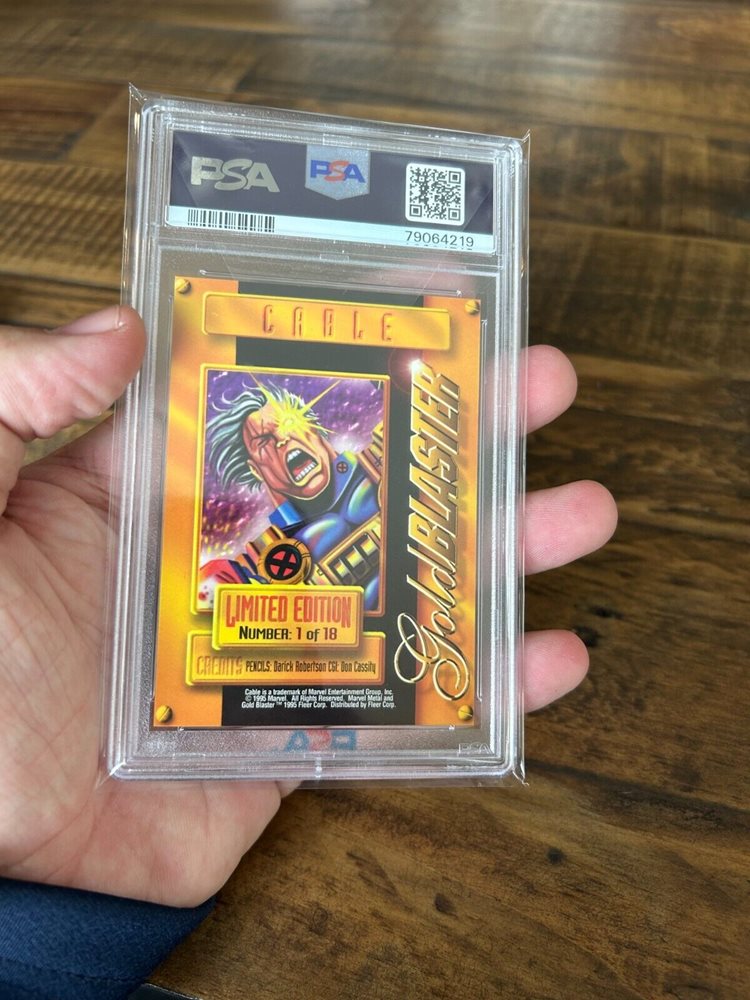 PSA PSA
79064219
CABLE
GoldBLASTER
LIMITED EDITION
NUMBER: 1 of 18
CREDITS PENCILS: Darick Robertson CGI: Don Cassity
Cable is a trademark of Marvel Entertainment Group, Inc.
© 1995 Marvel. All Rights Reserved. Marvel Metal and
Gold Blaster ™ 1995 Fleer Corp. Distributed by Fleer Corp.
PSA